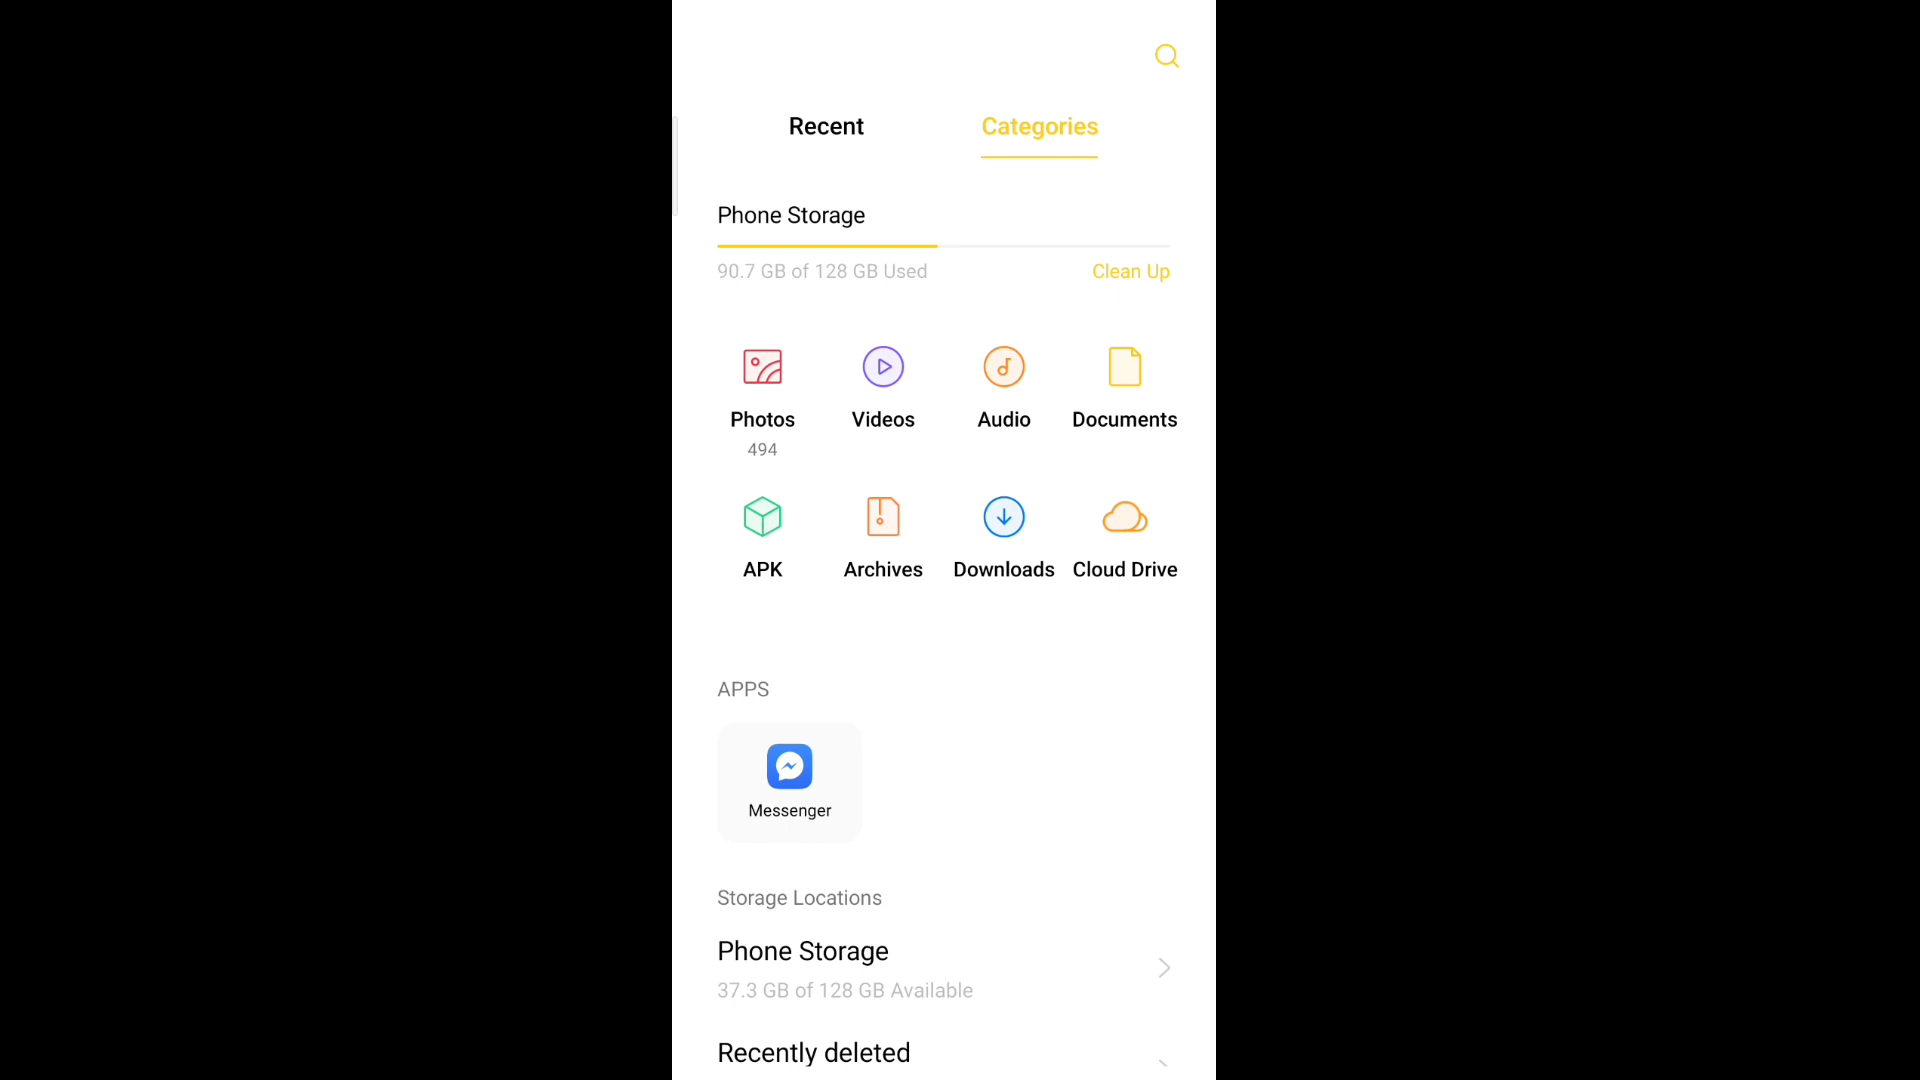 Recent Categories
Phone Storage
90.7 GB of 128 GB Used Clean Up
Photos Videos Audio Documents
494
APK Archives Downloads Cloud Drive
APPS
Messenger
Storage Locations
Phone Storage
37.3 GB of 128 GB Available
Recently deleted